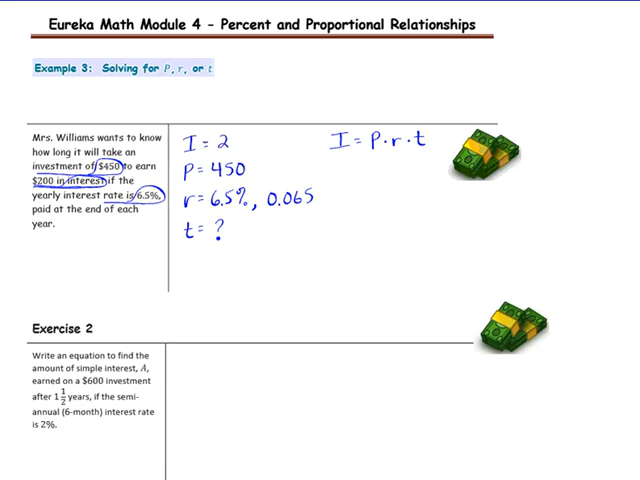 Eureka Math Module 4 – Percent and Proportional Relationships
Example 3: Solving for P, r, or t
Mrs. Williams wants to know
how long it will take an
investment of $450 to earn
$200 in interest if the
yearly interest rate is 6.5%,
paid at the end of each
year.
I = 2
P = 450
r = 6.5%, 0.065
t = ?
I = P · r · t
Exercise 2
Write an equation to find the
amount of simple interest, A,
earned on a $600 investment
after 1 1/2 years, if the semi-
annual (6-month) interest rate
is 2%.